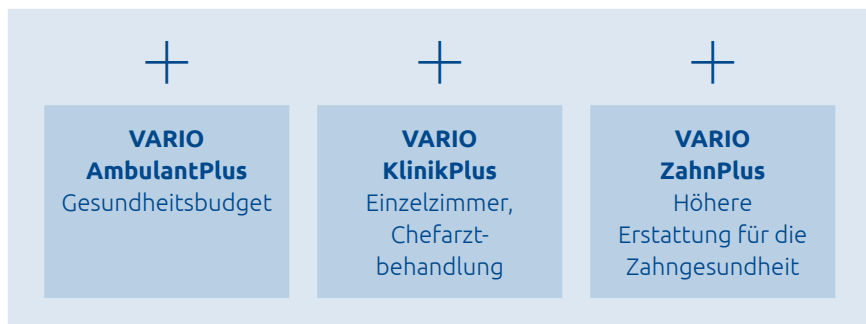 VARIO
AmbulantPlus
Gesundheitsbudget
VARIO
KlinikPlus
Einzelzimmer,
Chefarzt-
behandlung
VARIO
ZahnPlus
Höhere
Erstattung für die
Zahngesundheit